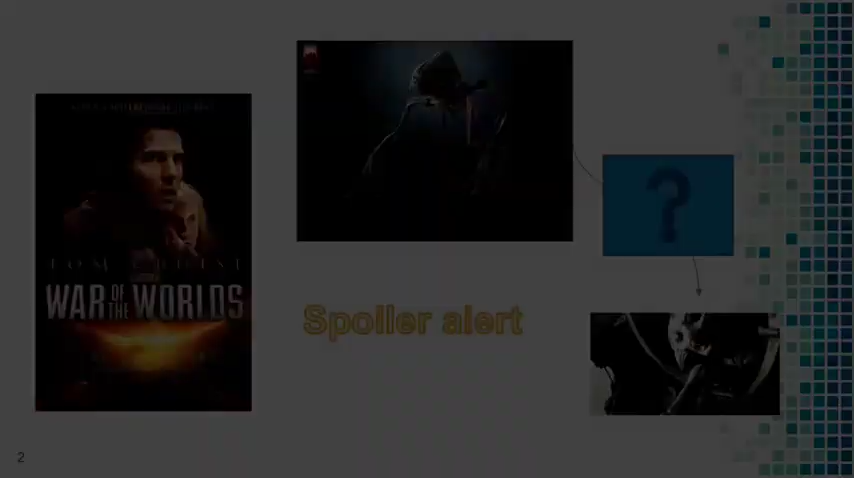 TOM CRUISE
WAR OF THE WORLDS
Spoiler alert
?
2